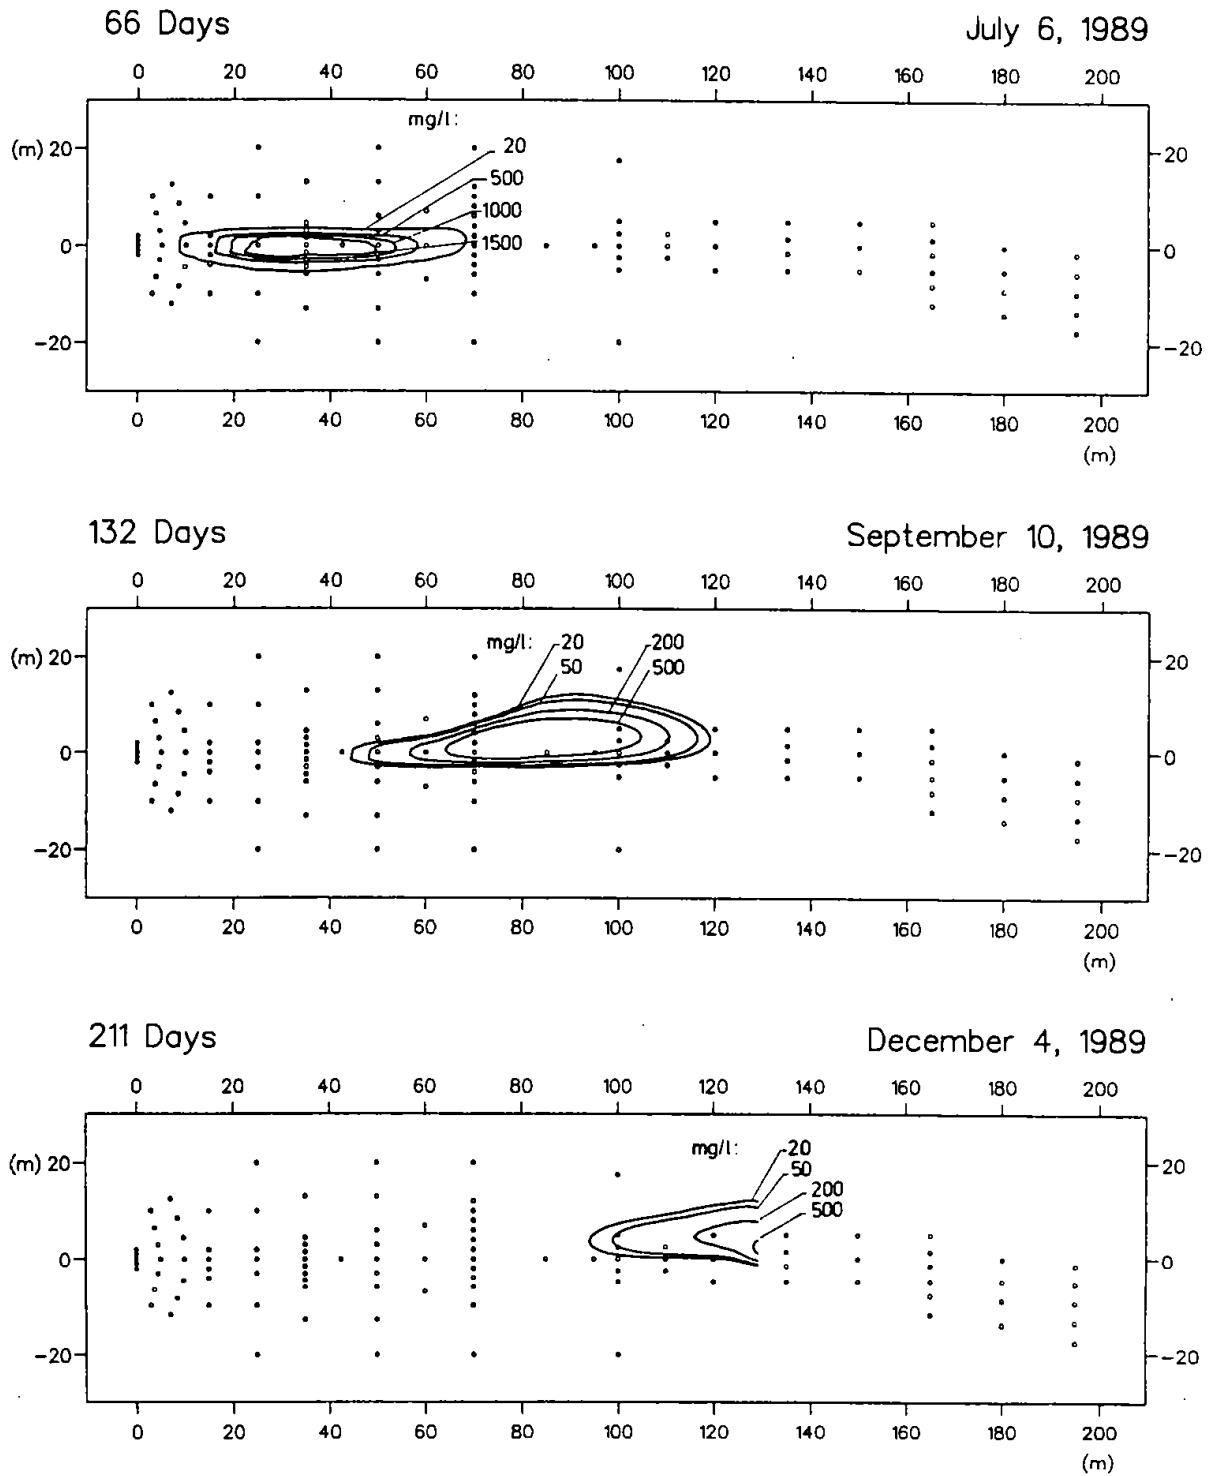 66 Days July 6, 1989
0 20 40 60 80 100 120 140 160 180 200
mg/l:
(m) 20 20 20
500
1000
0 1500 0
-20 -20
0 20 40 60 80 100 120 140 160 180 200
(m)
132 Days September 10, 1989
0 20 40 60 80 100 120 140 160 180 200
mg/l: 20 200
(m) 20 50 500 20
0 0
-20 -20
0 20 40 60 80 100 120 140 160 180 200
(m)
211 Days December 4, 1989
0 20 40 60 80 100 120 140 160 180 200
mg/l: 20
(m) 20 50 20
200
500
0 0
-20 -20
0 20 40 60 80 100 120 140 160 180 200
(m)